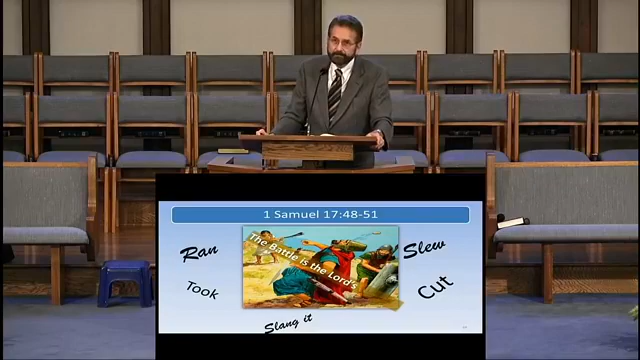 1 Samuel 17:48-51
Ran
The Battle is the Lord's
Slew
Took
Cut
Slang it